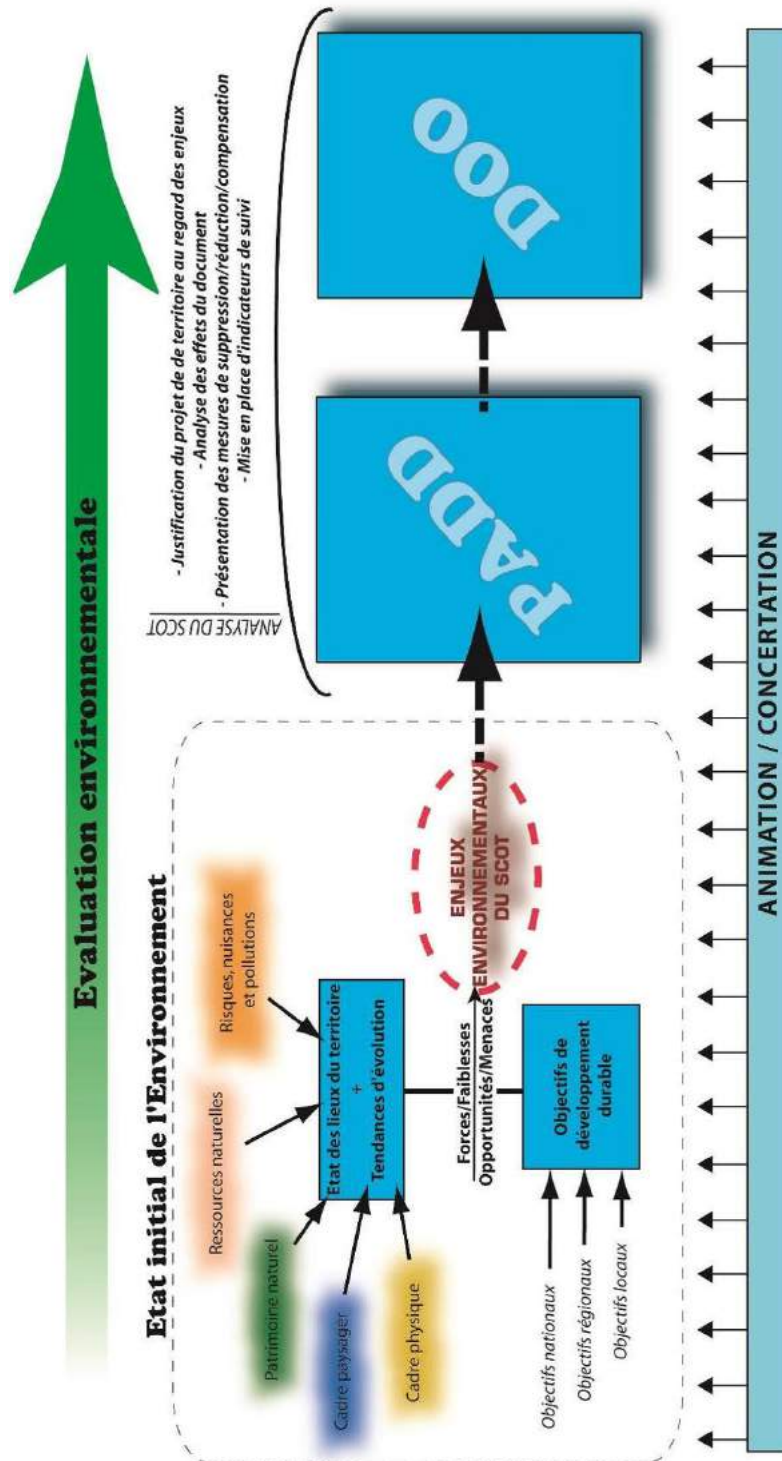 Evaluation environnementale
Etat initial de l'Environnement
Risques, nuisances
et pollutions
Ressources naturelles
Patrimoine naturel
Cadre paysager
Cadre physique
Etat des lieux du territoire
+
Tendances d'évolution
Forces/Faiblesses
Opportunités/Menaces
Objectifs de
développement
durable
Objectifs nationaux
Objectifs régionaux
Objectifs locaux
ENJEUX
ENVIRONNEMENTAUX
DU SCOT
ANALYSE DU SCOT
- Justification du projet de de territoire au regard des enjeux
- Analyse des effets du document
- Présentation des mesures de suppression/réduction/compensation
- Mise en place d'indicateurs de suivi
PADD
DOO
ANIMATION / CONCERTATION